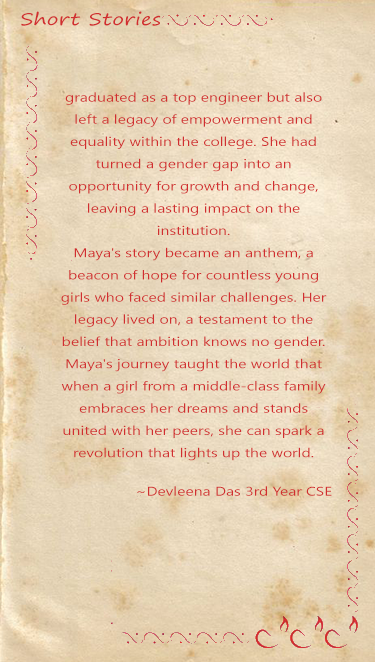 Short Stories
graduated as a top engineer but also
left a legacy of empowerment and
equality within the college. She had
turned a gender gap into an
opportunity for growth and change,
leaving a lasting impact on the
institution.
Maya's story became an anthem, a
beacon of hope for countless young
girls who faced similar challenges. Her
legacy lived on, a testament to the
belief that ambition knows no gender.
Maya's journey taught the world that
when a girl from a middle-class family
embraces her dreams and stands
united with her peers, she can spark a
revolution that lights up the world.
~Devleena Das 3rd Year CSE